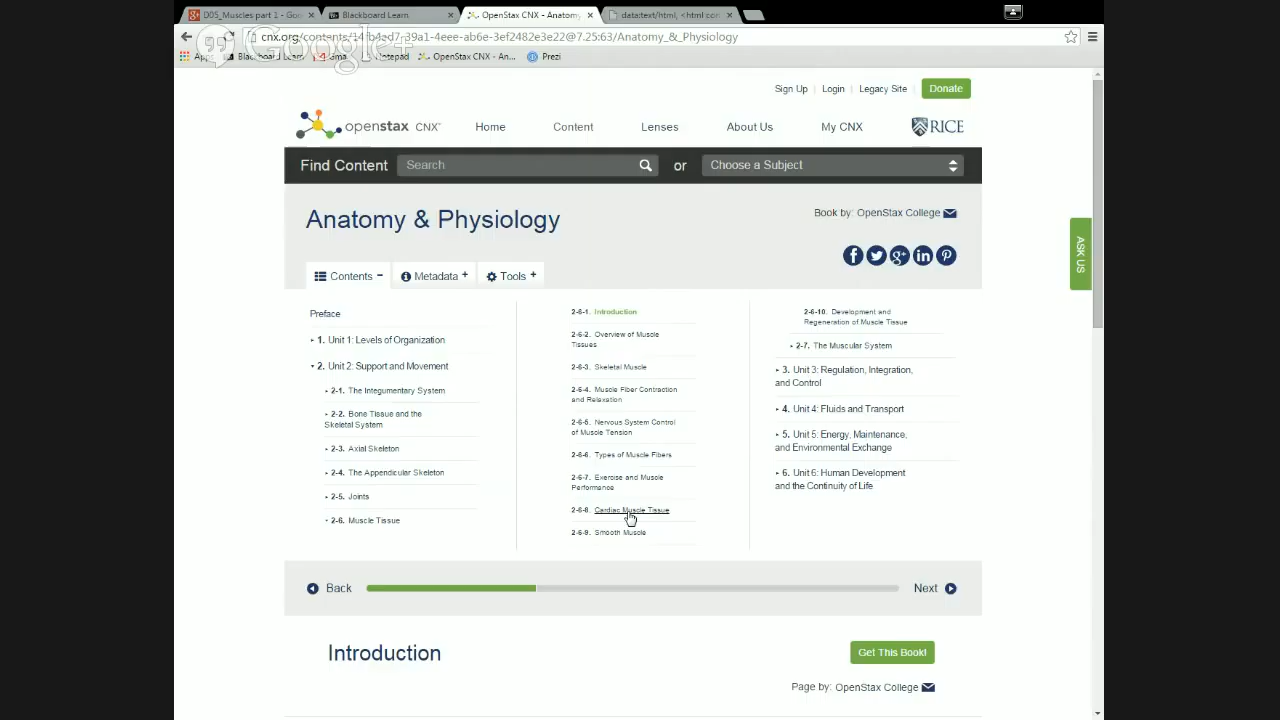 D05_Muscles part 1 - Goo
Blackboard Learn
OpenStax CNX - Anatomy
data:text/html, <html con
cnx.org/contents/14fb4ad7-39a1-4eee-ab6e-3ef2482e3e22@7.25:63/Anatomy_&_Physiology
Google+
Apps
Blackboard Learn
Gma
Notepad
OpenStax CNX - An...
Prezi
Sign Up
Login
Legacy Site
Donate
openstax CNX
Home
Content
Lenses
About Us
My CNX
RICE
Find Content
Search
or
Choose a Subject
Anatomy & Physiology
Book by: OpenStax College
ASK US
Contents -
Metadata +
Tools +
Preface
1. Unit 1: Levels of Organization
2. Unit 2: Support and Movement
2-1. The Integumentary System
2-2. Bone Tissue and the
Skeletal System
2-3. Axial Skeleton
2-4. The Appendicular Skeleton
2-5. Joints
2-6. Muscle Tissue
2-6-1. Introduction
2-6-2. Overview of Muscle
Tissues
2-6-3. Skeletal Muscle
2-6-4. Muscle Fiber Contraction
and Relaxation
2-6-5. Nervous System Control
of Muscle Tension
2-6-6. Types of Muscle Fibers
2-6-7. Exercise and Muscle
Performance
2-6-8. Cardiac Muscle Tissue
2-6-9. Smooth Muscle
2-6-10. Development and
Regeneration of Muscle Tissue
2-7. The Muscular System
3. Unit 3: Regulation, Integration,
and Control
4. Unit 4: Fluids and Transport
5. Unit 5: Energy, Maintenance,
and Environmental Exchange
6. Unit 6: Human Development
and the Continuity of Life
Back
Next
Introduction
Get This Book!
Page by: OpenStax College